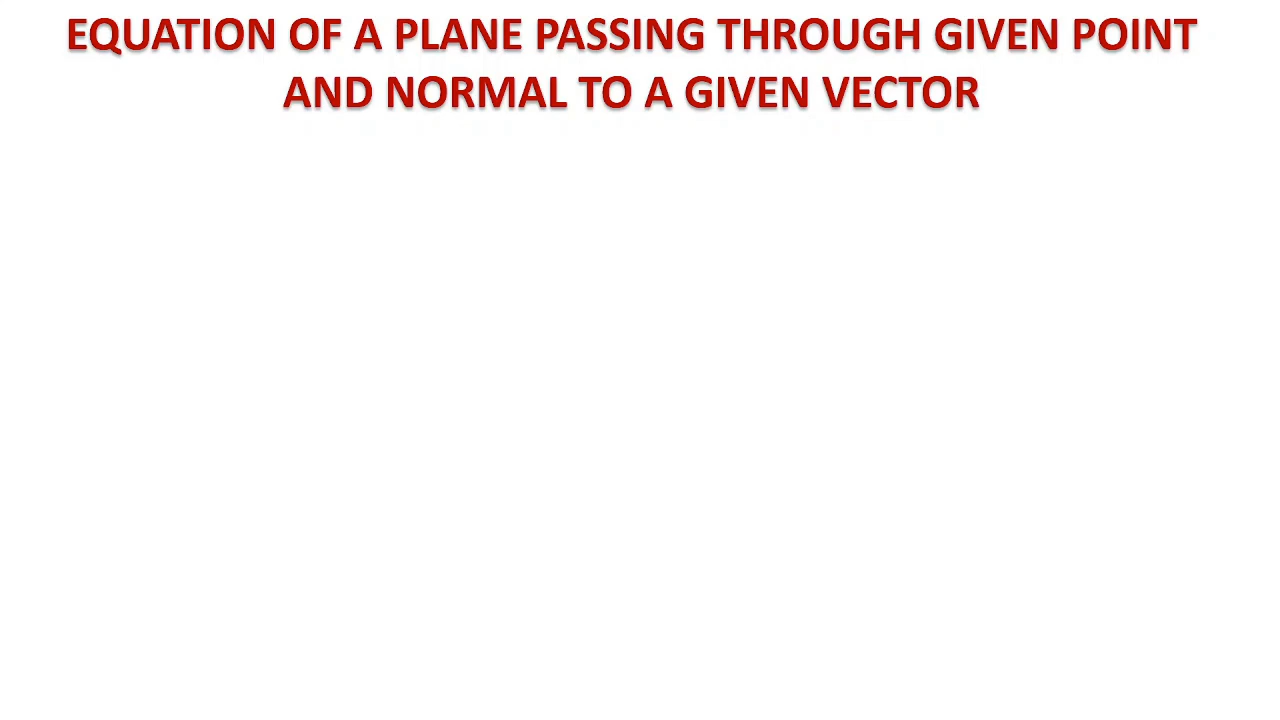 EQUATION OF A PLANE PASSING THROUGH GIVEN POINT
AND NORMAL TO A GIVEN VECTOR